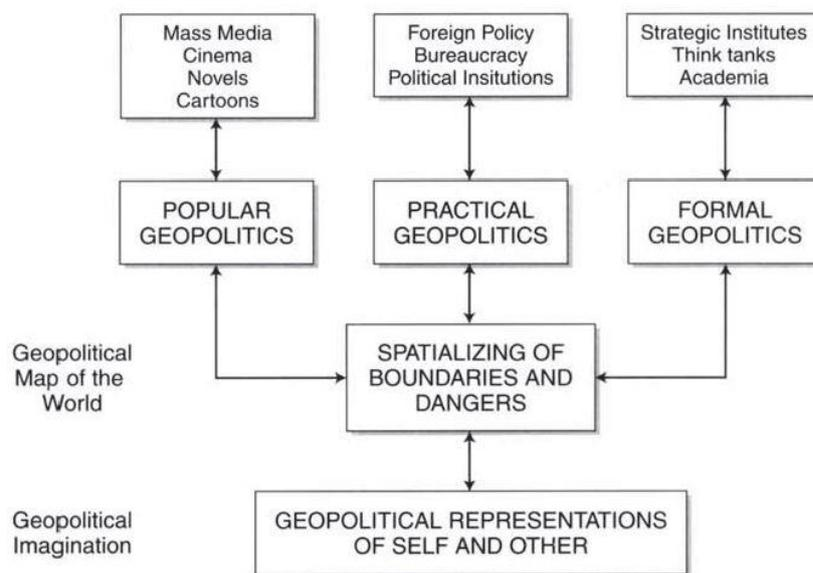 Mass Media
Cinema
Novels
Cartoons
Foreign Policy
Bureaucracy
Political Insitutions
Strategic Institutes
Think tanks
Academia
POPULAR
GEOPOLITICS
PRACTICAL
GEOPOLITICS
FORMAL
GEOPOLITICS
Geopolitical
Map of the
World
SPATIALIZING OF
BOUNDARIES AND
DANGERS
Geopolitical
Imagination
GEOPOLITICAL REPRESENTATIONS
OF SELF AND OTHER